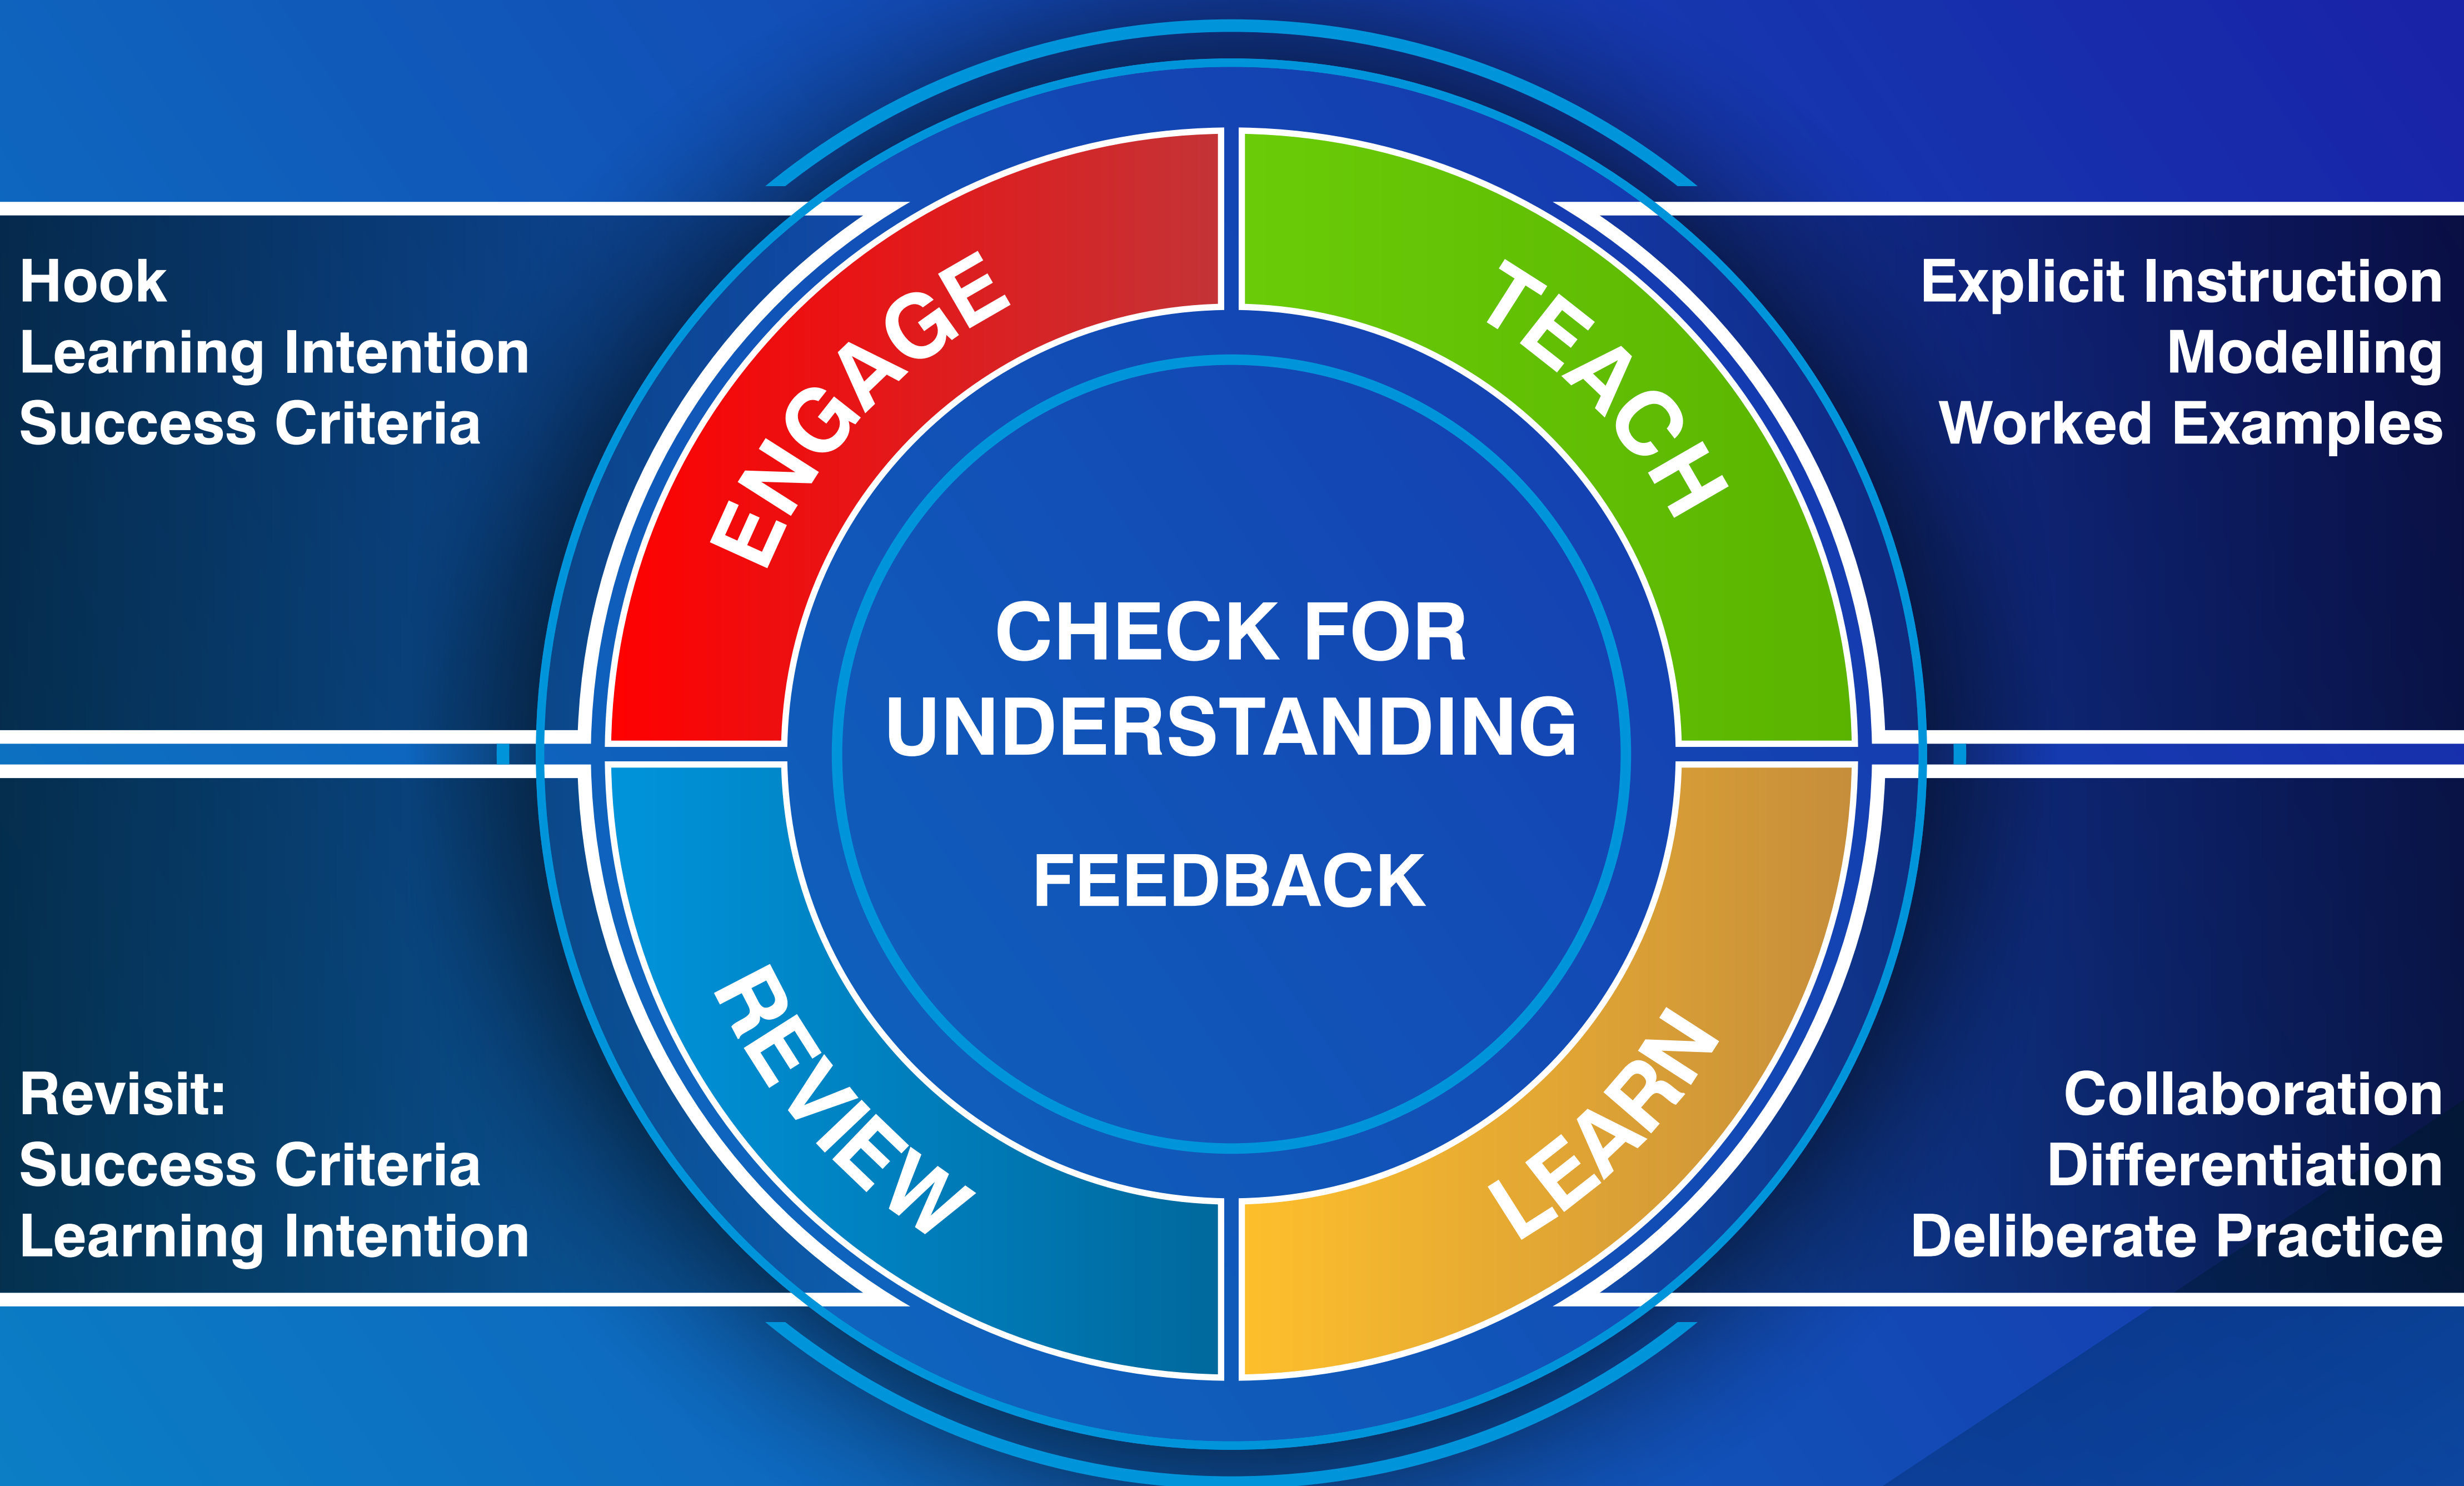 Hook
Learning Intention
Success Criteria
ENGAGE
TEACH
Explicit Instruction
Modelling
Worked Examples
CHECK FOR
UNDERSTANDING
FEEDBACK
Revisit:
Success Criteria
Learning Intention
REVIEW
LEARN
Collaboration
Differentiation
Deliberate Practice